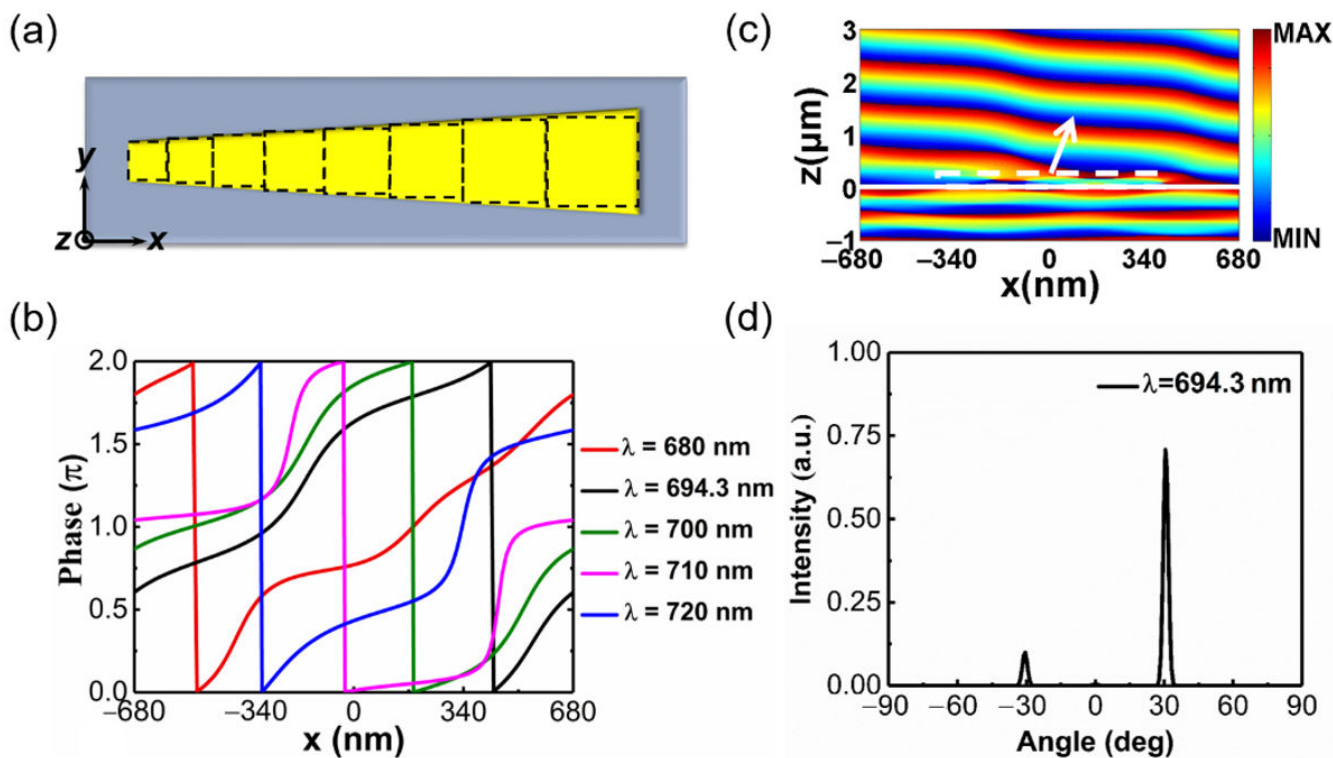 (a)
y
z
x
(c)
3
2
1
0
−1
z(μm)
−680
−340
0
340
680
x(nm)
MAX
MIN
(b)
2.0
1.5
1.0
0.5
0.0
Phase (π)
−680
−340
0
340
680
x (nm)
λ = 680 nm
λ = 694.3 nm
λ = 700 nm
λ = 710 nm
λ = 720 nm
(d)
1.00
0.75
0.50
0.25
0.00
Intensity (a.u.)
λ=694.3 nm
−90
−60
−30
0
30
60
90
Angle (deg)